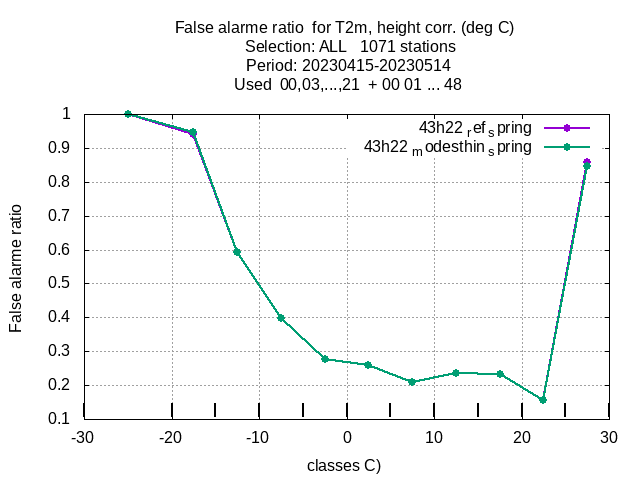 False alarme ratio  for T2m, height corr. (deg C)
Selection: ALL   1071 stations
Period: 20230415-20230514
Used  00,03,...,21  + 00 01 ... 48
43h22 ref spring
43h22 modesthin spring
1
0.9
0.8
0.7
0.6
0.5
0.4
0.3
0.2
0.1
False alarme ratio
-30 -20 -10 0 10 20 30
classes C)